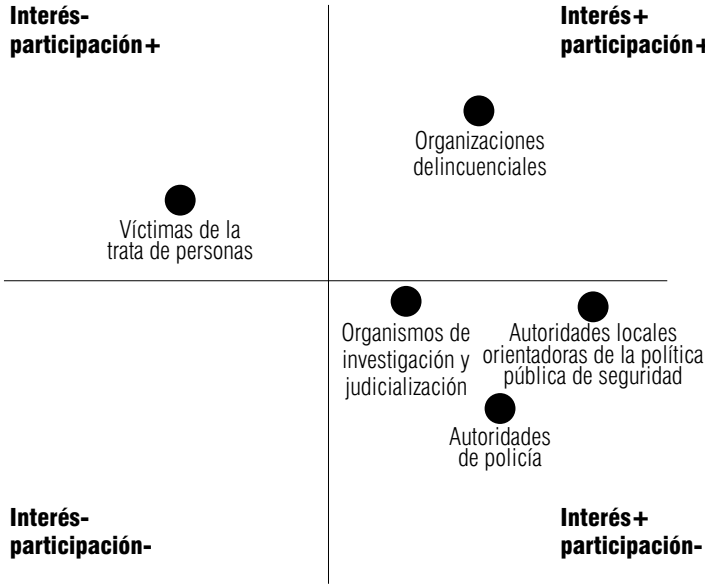 Interés-
participación+
Interés+
participación+
Organizaciones
delincuenciales
Víctimas de la
trata de personas
Organismos de
investigación y
judicialización
Autoridades locales
orientadoras de la política
pública de seguridad
Autoridades
de policía
Interés-
participación-
Interés+
participación-